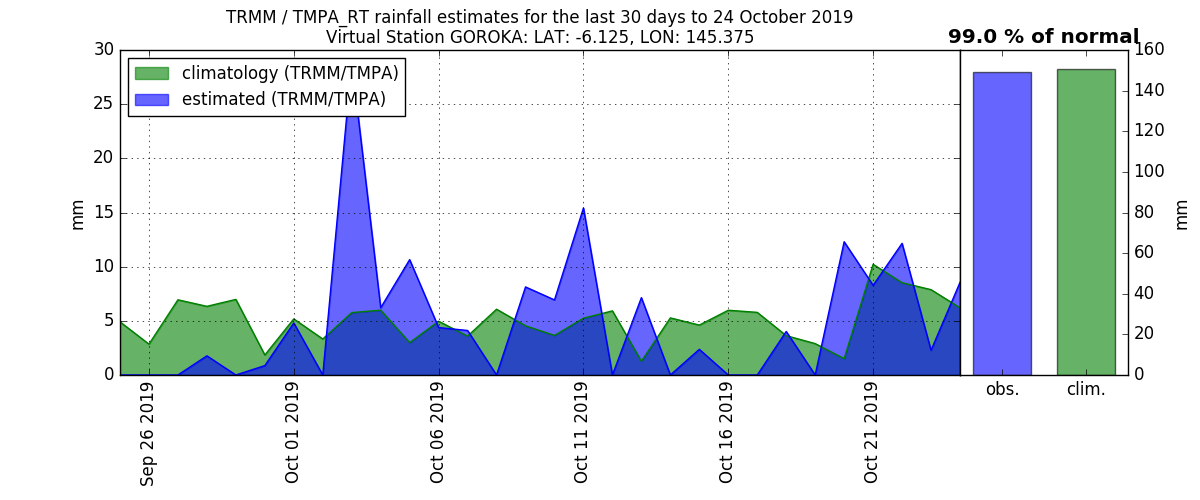 TRMM / TMPA_RT rainfall estimates for the last 30 days to 24 October 2019
Virtual Station GOROKA: LAT: -6.125, LON: 145.375
99.0 % of normal
climatology (TRMM/TMPA)
estimated (TRMM/TMPA)
30
25
20
15
10
5
0
mm
Sep 26 2019
Oct 01 2019
Oct 06 2019
Oct 11 2019
Oct 16 2019
Oct 21 2019
obs.
clim.
160
140
120
100
80
60
40
20
0
mm